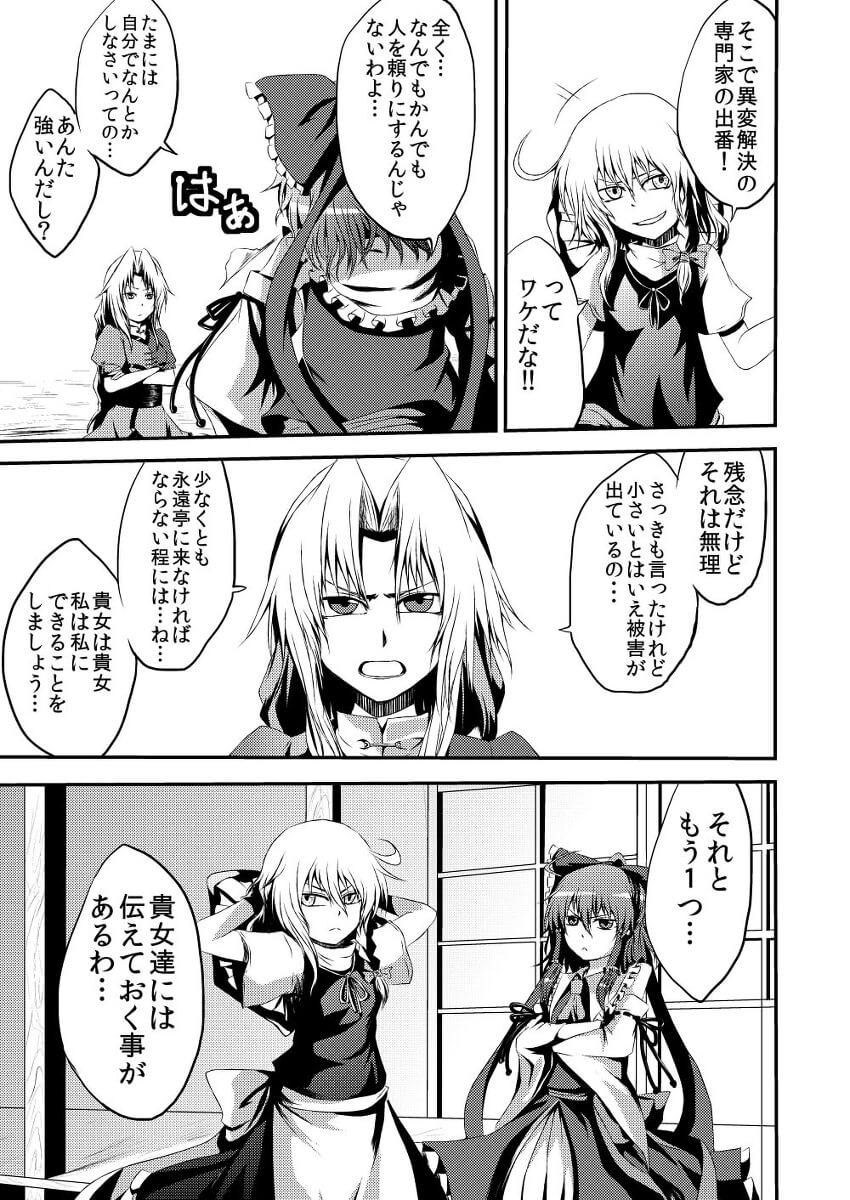 そこで異変解決の
専門家の出番！
って
ワケだな!!
全く…
なんでもかんでも
人を頼りにするんじゃ
ないわよ…
はぁ
たまには
自分でなんとか
しなさいっての…
あんた
強いんだし？
残念だけど
それは無理
さっきも言ったけれど
小さいとはいえ被害が
出ているの…
少なくとも
永遠亭に来なければ
ならない程には…ね…
貴女は貴女
私は私に
できることを
しましょう…
それと
もう1つ…
貴女達には
伝えておく事が
あるわ…